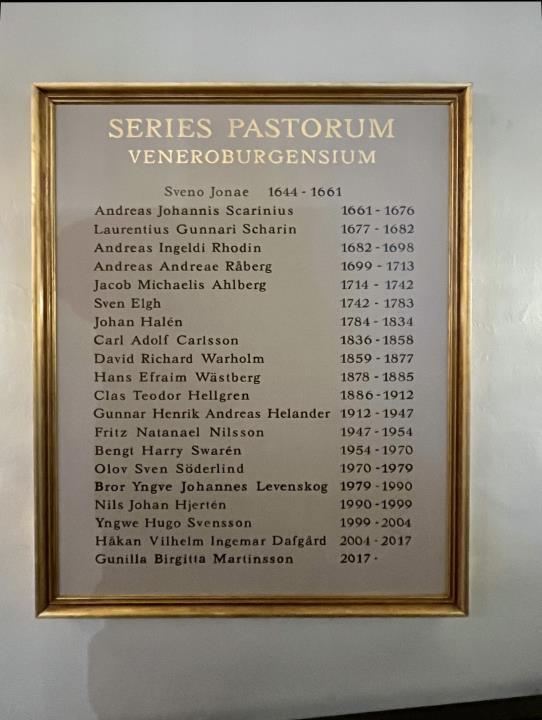 SERIES PASTORUM
VENEROBURGENSIUM
Sveno Jonae 1644 - 1661
Andreas Johannis Scarinius 1661 - 1676
Laurentius Gunnari Scharin 1677 - 1682
Andreas Ingeldi Rhodin 1682 - 1698
Andreas Andreae Råberg 1699 - 1713
Jacob Michaelis Ahlberg 1714 - 1742
Sven Elgh 1742 - 1783
Johan Halén 1784 - 1834
Carl Adolf Carlsson 1836 - 1858
David Richard Warholm 1859 - 1877
Hans Efraim Wästberg 1878 - 1885
Clas Teodor Hellgren 1886 - 1912
Gunnar Henrik Andreas Helander 1912 - 1947
Fritz Natanael Nilsson 1947 - 1954
Bengt Harry Swarén 1954 - 1970
Olov Sven Söderlind 1970 - 1979
Bror Yngve Johannes Levenskog 1979 - 1990
Nils Johan Hjertén 1990 - 1999
Yngwe Hugo Svensson 1999 - 2004
Håkan Vilhelm Ingemar Dafgård 2004 - 2017
Gunilla Birgitta Martinsson 2017 -